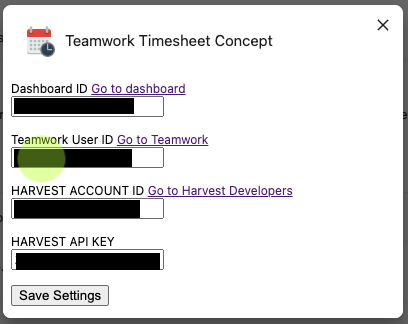 Teamwork Timesheet Concept
Dashboard ID Go to dashboard
Teamwork User ID Go to Teamwork
HARVEST ACCOUNT ID Go to Harvest Developers
HARVEST API KEY
Save Settings